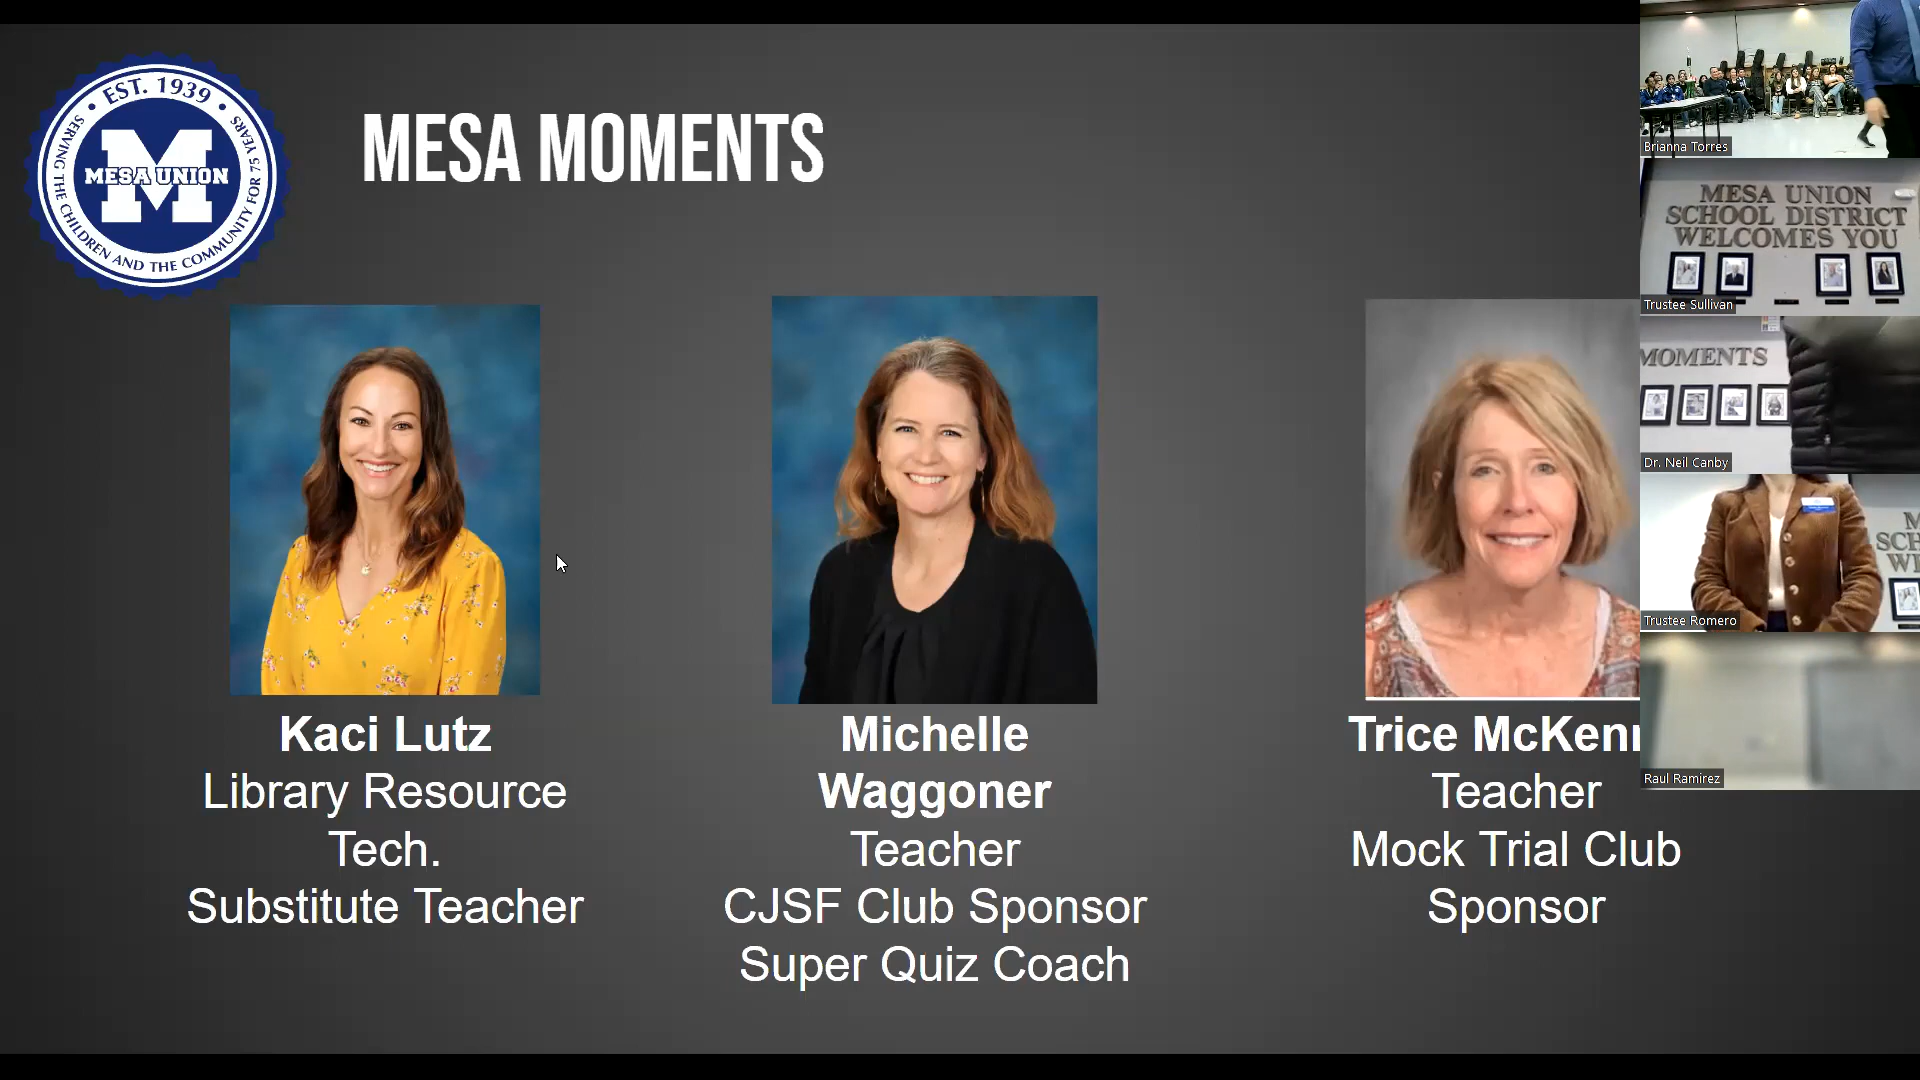 EST. 1939
SERVING THE CHILDREN AND THE COMMUNITY FOR 75 YEARS
M
MESA UNION
MESA MOMENTS
Kaci Lutz
Library Resource
Tech.
Substitute Teacher
Michelle
Waggoner
Teacher
CJSF Club Sponsor
Super Quiz Coach
Trice
Teacher
Mock Trial Club
Sponsor
Brianna Torres
MESA UNION
SCHOOL DISTRICT
WELCOMES YOU
Trustee Sullivan
MOMENTS
Dr. Neil Canby
Trustee Romero
Raul Ramirez